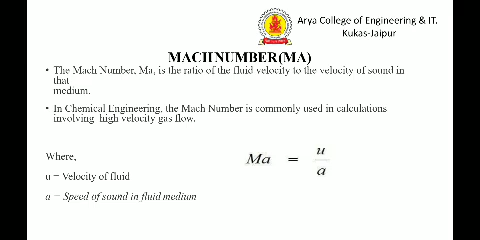 Arya College of Engineering & IT.
Kukas-Jaipur
MACH NUMBER(MA)
• The Mach Number, Ma, is the ratio of the fluid velocity to the velocity of sound in
that
medium.
• In Chemical Engineering, the Mach Number is commonly used in calculations
involving high velocity gas flow.
Where,
Ma = u/a
u = Velocity of fluid
a = Speed of sound in fluid medium